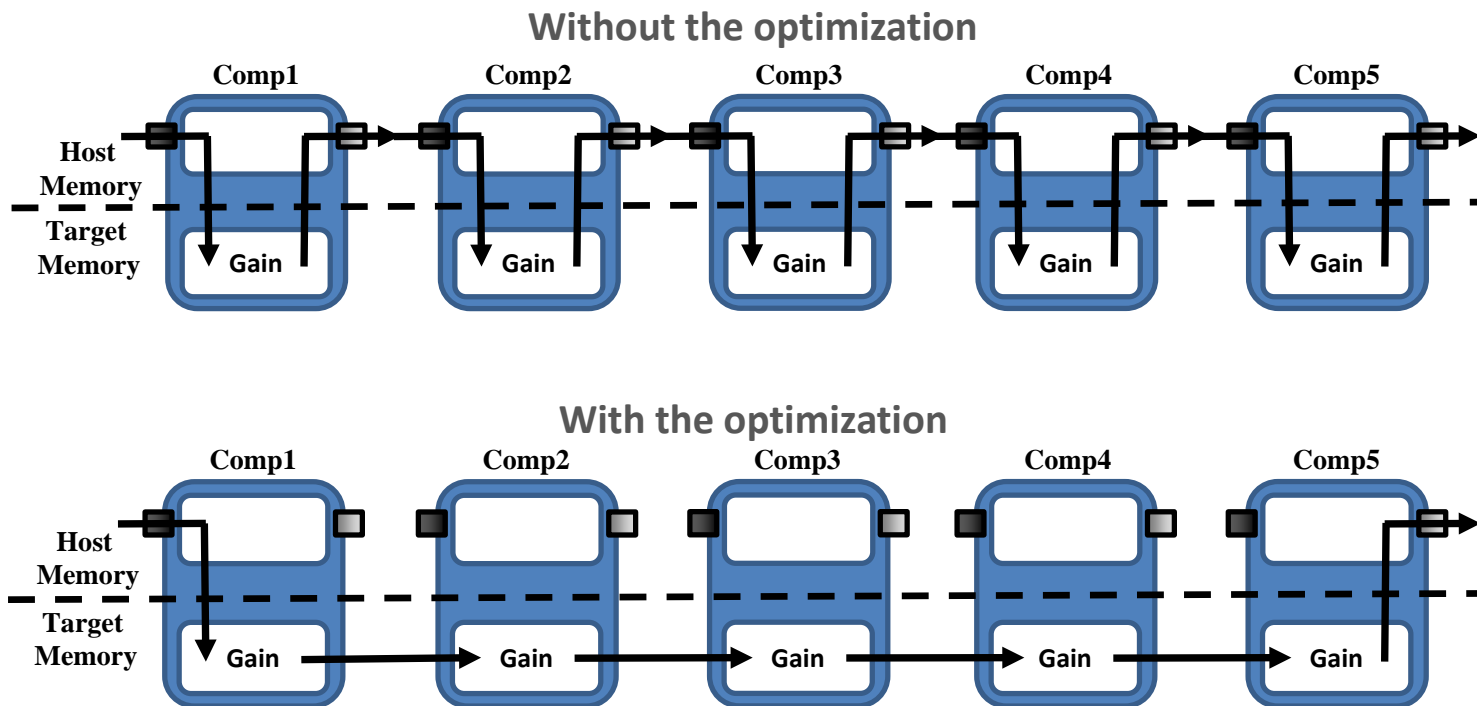 Without the optimization
Comp1 Comp2 Comp3 Comp4 Comp5
Host
Memory
Target
Memory
Gain Gain Gain Gain Gain
With the optimization
Comp1 Comp2 Comp3 Comp4 Comp5
Host
Memory
Target
Memory
Gain Gain Gain Gain Gain